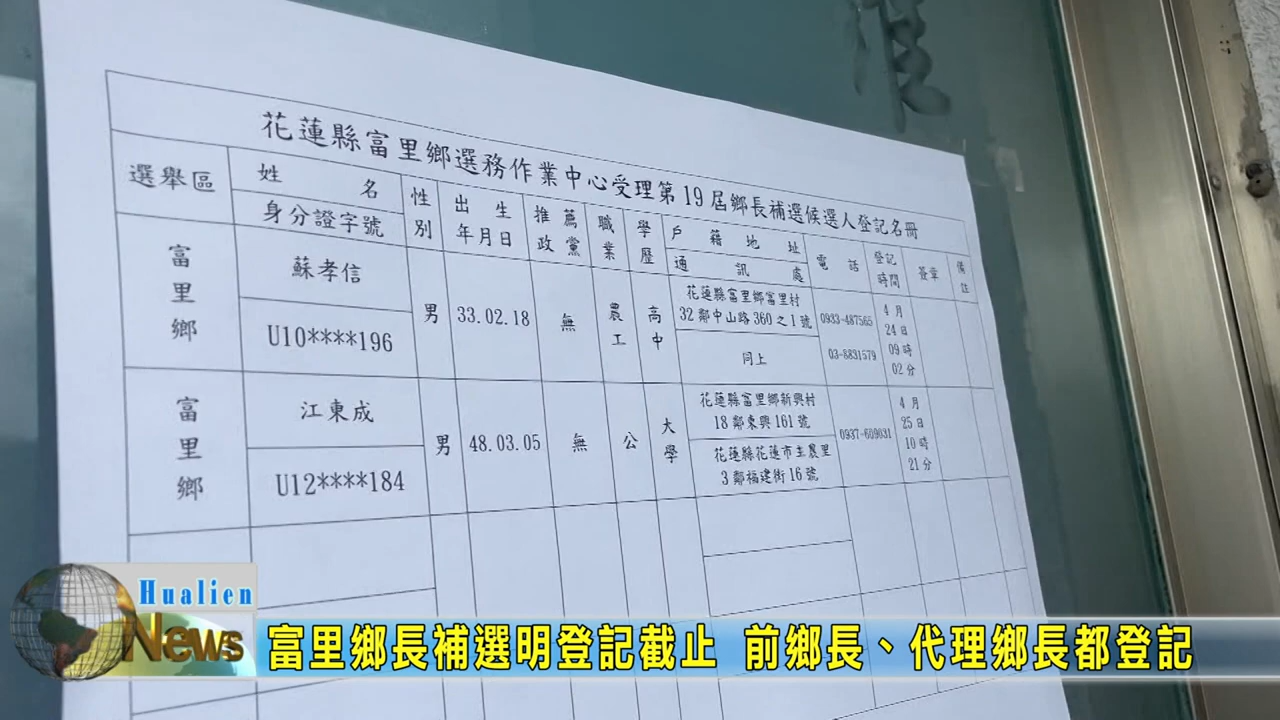 花蓮縣富里鄉選務作業中心受理第19屆鄉長補選候選人登記名冊
選舉區 姓名 性別 出生年月日 推薦政黨 職業 學歷 戶籍地址 電話 登記時間 簽章 備註
身分證字號 通訊處
富里鄉 蘇孝信 男 33.02.18 無 農工 高中 花蓮縣富里鄉富里村 0933-487565 4月24日09時02分
32鄰中山路360之1號
U10****196 同上 03-8831579
富里鄉 江東成 男 48.03.05 無 公 大學 花蓮縣富里鄉新興村 0937-609031 4月25日10時21分
18鄰東興161號
U12****184 花蓮縣花蓮市主農里
3鄰福建街16號
Hualien
News
富里鄉長補選明登記截止 前鄉長、代理鄉長都登記